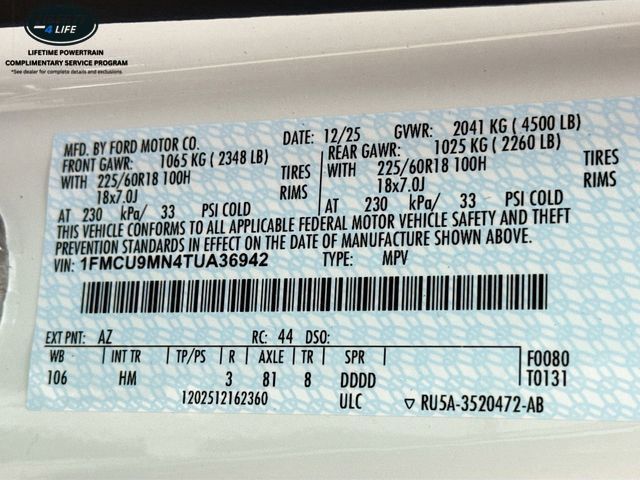 4 LIFE
LIFETIME POWERTRAIN
COMPLIMENTARY SERVICE PROGRAM
*See dealer for complete details and exclusions.
MFD. BY FORD MOTOR CO. DATE: 12/25 GVWR: 2041 KG ( 4500 LB)
FRONT GAWR: 1065 KG ( 2348 LB) REAR GAWR: 1025 KG ( 2260 LB)
WITH 225/60R18 100H TIRES WITH 225/60R18 100H TIRES
18x7.0J RIMS 18x7.0J RIMS
AT 230 kPa/ 33 PSI COLD AT 230 kPa/ 33 PSI COLD
THIS VEHICLE CONFORMS TO ALL APPLICABLE FEDERAL MOTOR VEHICLE SAFETY AND THEFT
PREVENTION STANDARDS IN EFFECT ON THE DATE OF MANUFACTURE SHOWN ABOVE.
VIN: 1FMCU9MN4TUA36942 TYPE: MPV
EXT PNT: AZ RC: 44 DSO:
WB INT TR TP/PS R AXLE TR SPR F0080
106 HM 3 81 8 DDDD T0131
1202512162360 ULC ▽ RU5A-3520472-AB